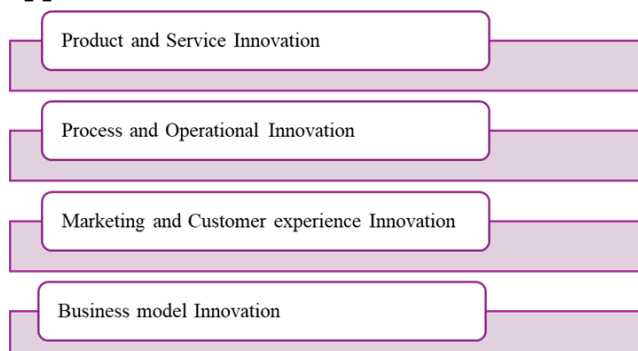 Product and Service Innovation
Process and Operational Innovation
Marketing and Customer experience Innovation
Business model Innovation